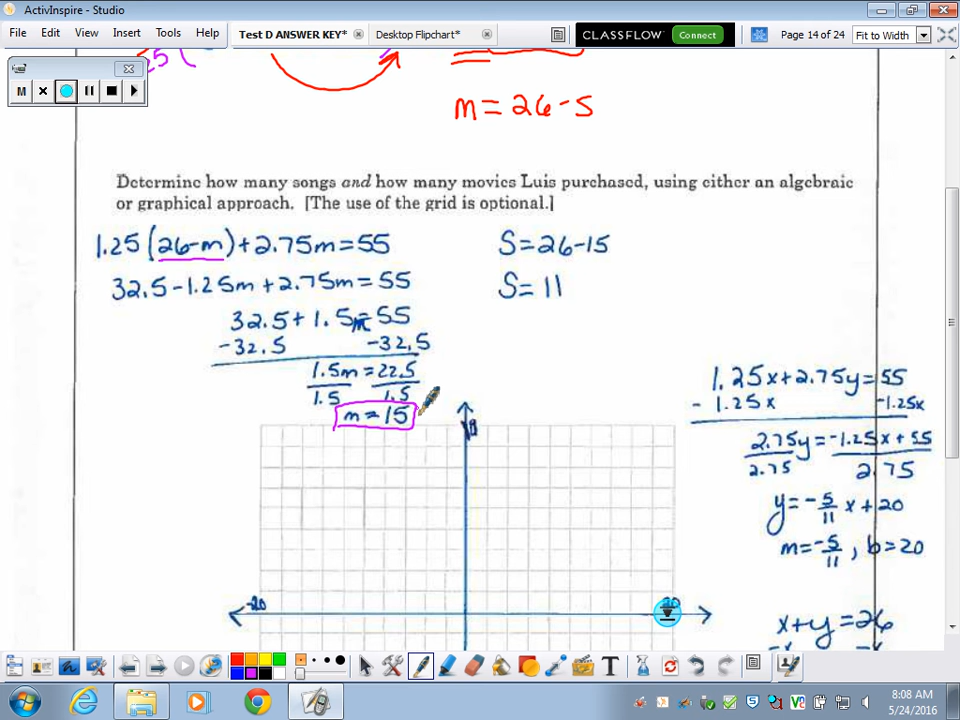 ActivInspire - Studio
File Edit View Insert Tools Help
Test D ANSWER KEY* Desktop Flipchart* CLASSFLOW Connect Page 14 of 24 Fit to Width
M
m = 26-S
Determine how many songs and how many movies Luis purchased, using either an algebraic
or graphical approach. [The use of the grid is optional.]
1.25(26-m)+2.75m=55
32.5-1.25m+2.75m=55
32.5+1.5m=55
-32.5 -32.5
1.5m=22.5
1.5 1.5
m=15
S=26-15
S=11
1.25x+2.75y=55
-1.25x -1.25x
2.75y=-1.25x+55
2.75 2.75
y=-5/11 x+20
m=-5/11, b=20
x+y=26
-x -x
-20
20
T
8:08 AM
5/24/2016